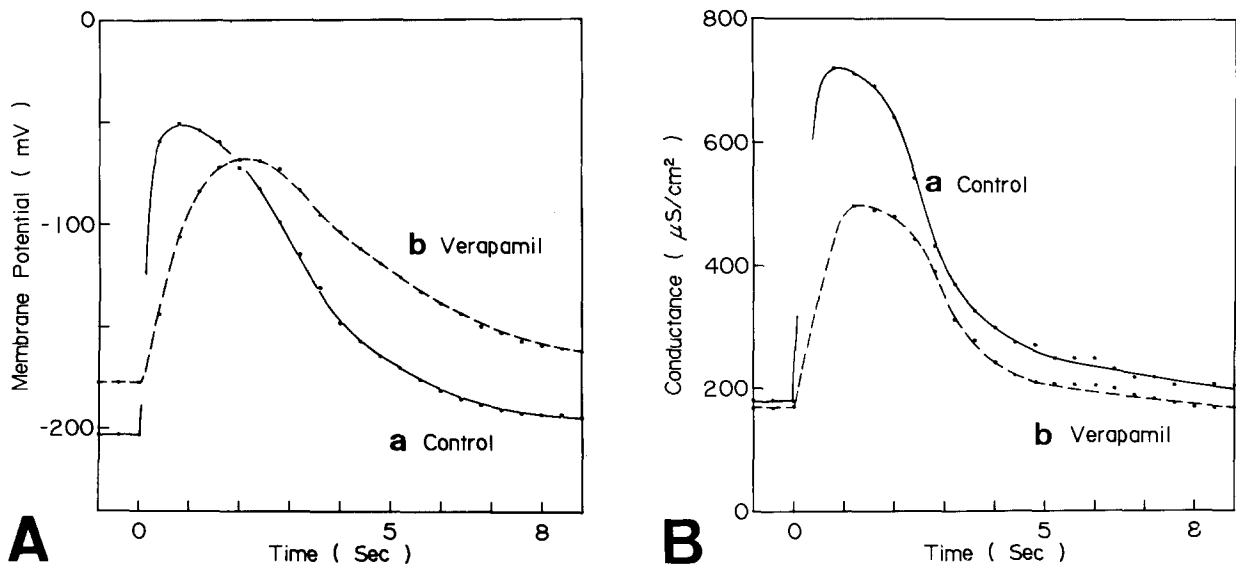 0
-100
-200
Membrane Potential ( mV )
a Control
b Verapamil
0
5
8
Time ( Sec )
A
800
600
400
200
0
Conductance ( μS/cm² )
a Control
b Verapamil
0
5
8
Time ( Sec )
B